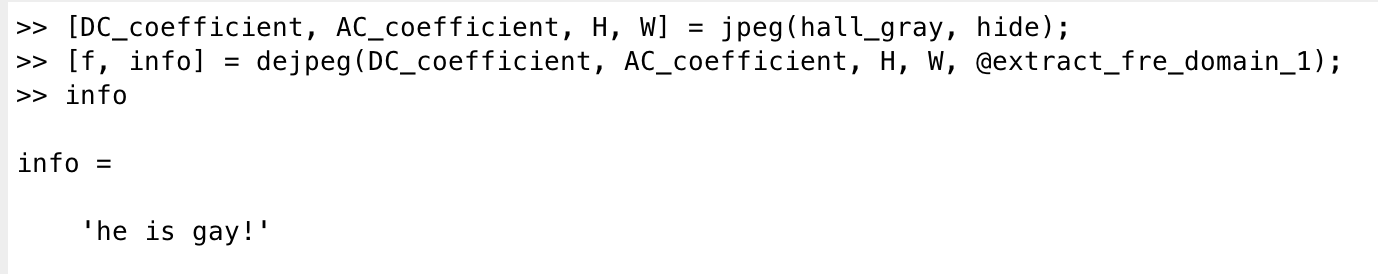 >> [DC_coefficient, AC_coefficient, H, W] = jpeg(hall_gray, hide);
>> [f, info] = dejpeg(DC_coefficient, AC_coefficient, H, W, @extract_fre_domain_1);
>> info
info =
'he is gay!'